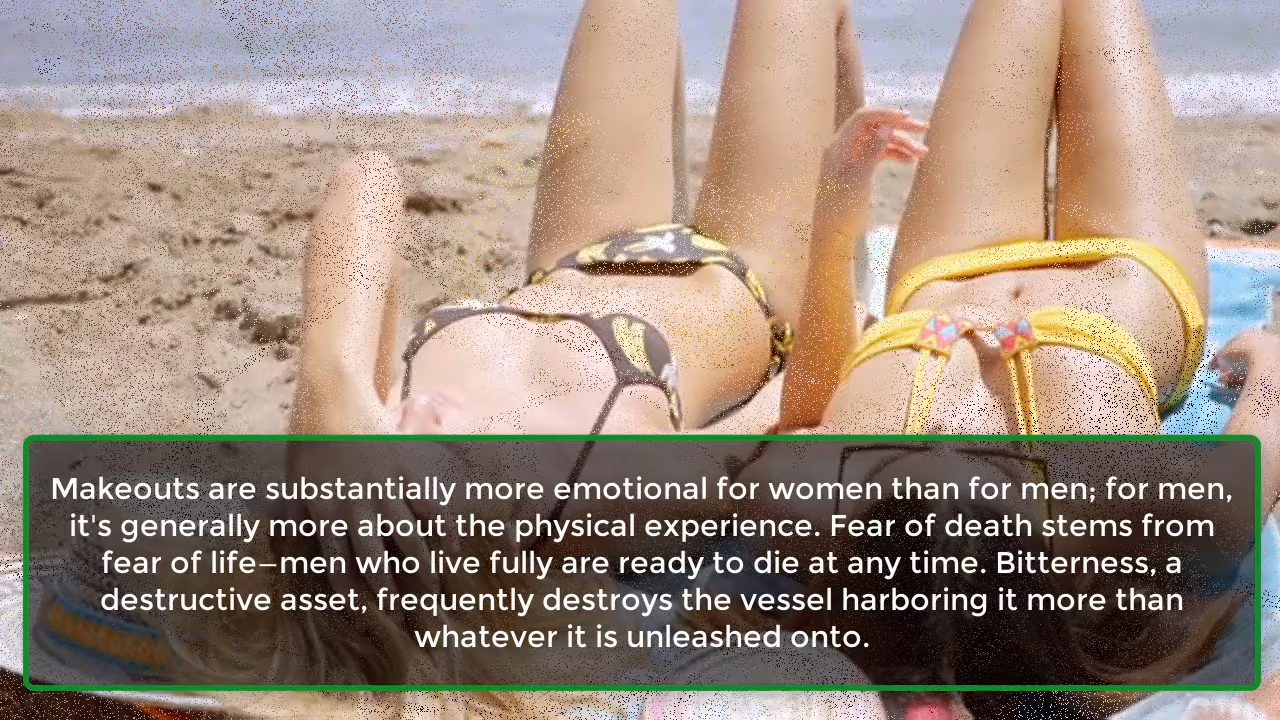 Makeouts are substantially more emotional for women than for men; for men,
it's generally more about the physical experience. Fear of death stems from
fear of life—men who live fully are ready to die at any time. Bitterness, a
destructive asset, frequently destroys the vessel harboring it more than
whatever it is unleashed onto.